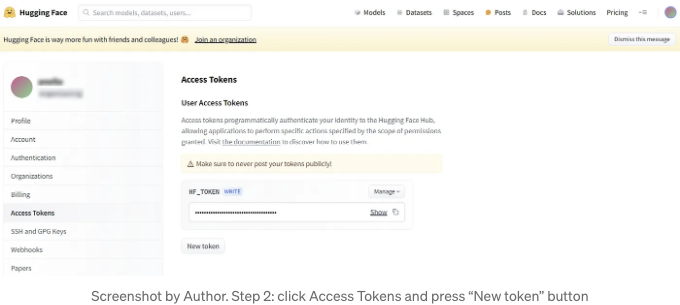 Hugging Face
Search models, datasets, users...
Models
Datasets
Spaces
Posts
Docs
Solutions
Pricing
Hugging Face is way more fun with friends and colleagues! 🤗 Join an organization
Dismiss this message
Profile
Account
Authentication
Organizations
Billing
Access Tokens
SSH and GPG Keys
Webhooks
Papers
Access Tokens
User Access Tokens
Access tokens programmatically authenticate your identity to the Hugging Face Hub,
allowing applications to perform specific actions specified by the scope of permissions
granted. Visit the documentation to discover how to use them.
⚠ Make sure to never post your tokens publicly!
HF_TOKEN WRITE
Manage
Show
New token
Screenshot by Author. Step 2: click Access Tokens and press “New token” button